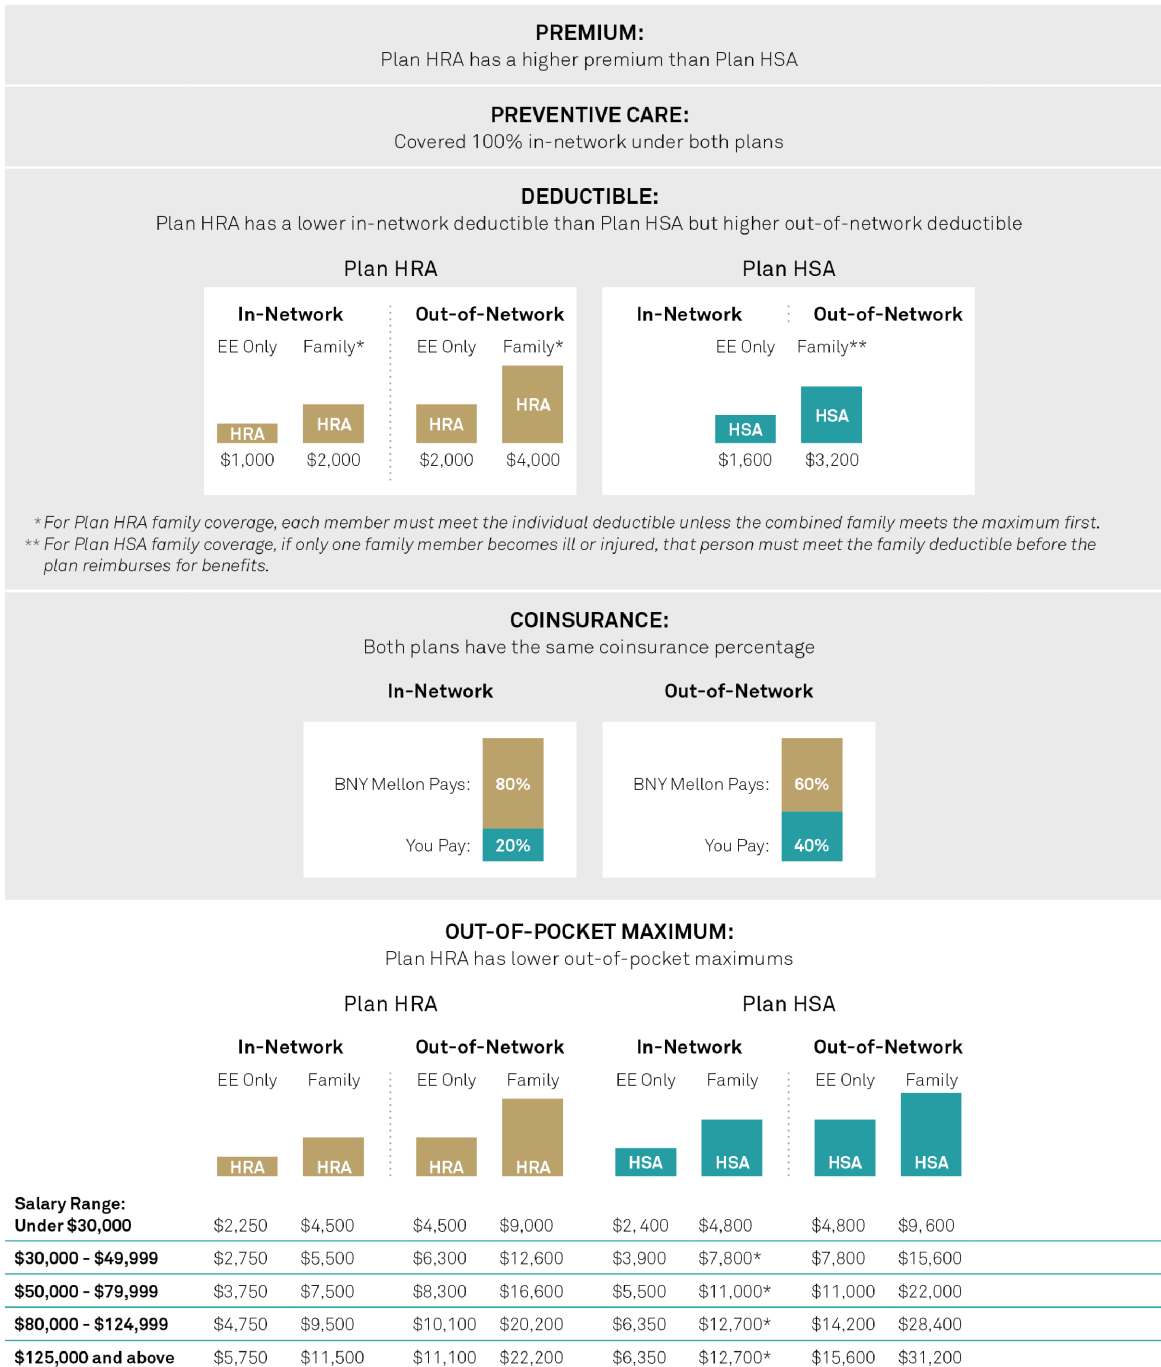 PREMIUM:
Plan HRA has a higher premium than Plan HSA
PREVENTIVE CARE:
Covered 100% in-network under both plans
DEDUCTIBLE:
Plan HRA has a lower in-network deductible than Plan HSA but higher out-of-network deductible
Plan HRA Plan HSA
In-Network Out-of-Network In-Network Out-of-Network
EE Only Family* EE Only Family* EE Only Family**
HRA HRA HRA HRA HSA HSA
$1,000 $2,000 $2,000 $4,000 $1,600 $3,200
* For Plan HRA family coverage, each member must meet the individual deductible unless the combined family meets the maximum first.
** For Plan HSA family coverage, if only one family member becomes ill or injured, that person must meet the family deductible before the
plan reimburses for benefits.
COINSURANCE:
Both plans have the same coinsurance percentage
In-Network Out-of-Network
BNY Mellon Pays: 80% BNY Mellon Pays: 60%
You Pay: 20% You Pay: 40%
OUT-OF-POCKET MAXIMUM:
Plan HRA has lower out-of-pocket maximums
Plan HRA Plan HSA
In-Network Out-of-Network In-Network Out-of-Network
EE Only Family EE Only Family EE Only Family EE Only Family
HRA HRA HRA HRA HSA HSA HSA HSA
Salary Range:
Under $30,000 $2,250 $4,500 $4,500 $9,000 $2,400 $4,800 $4,800 $9,600
$30,000 - $49,999 $2,750 $5,500 $6,300 $12,600 $3,900 $7,800* $7,800 $15,600
$50,000 - $79,999 $3,750 $7,500 $8,300 $16,600 $5,500 $11,000* $11,000 $22,000
$80,000 - $124,999 $4,750 $9,500 $10,100 $20,200 $6,350 $12,700* $14,200 $28,400
$125,000 and above $5,750 $11,500 $11,100 $22,200 $6,350 $12,700* $15,600 $31,200